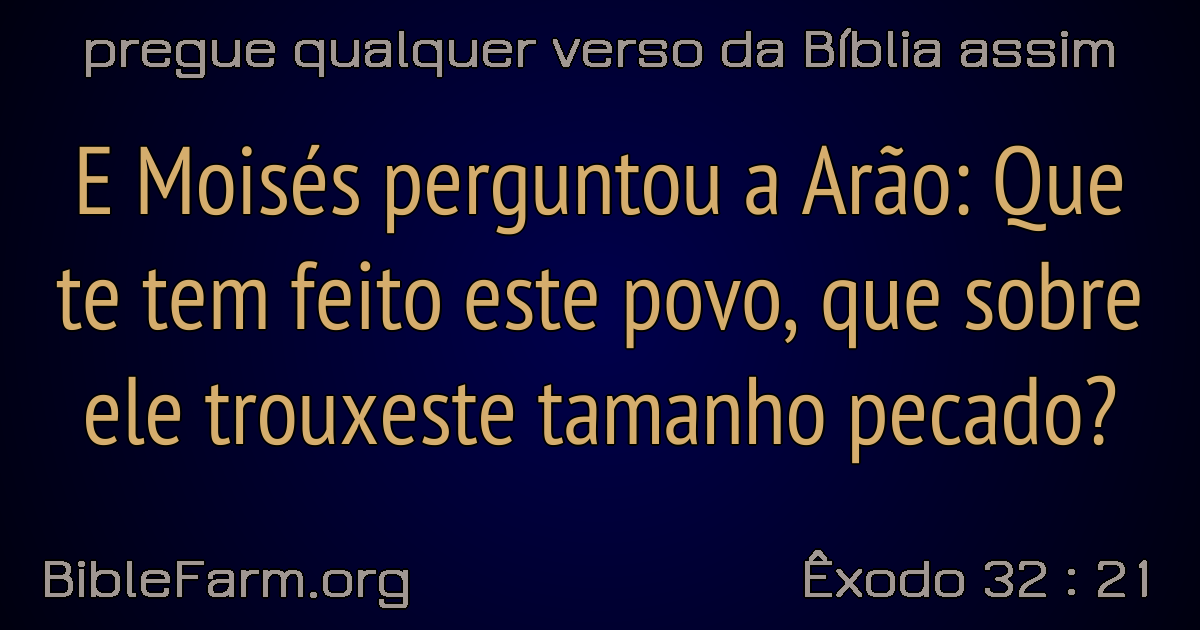 pregue qualquer verso da Bíblia assim
E Moisés perguntou a Arão: Que
te tem feito este povo, que sobre
ele trouxeste tamanho pecado?
BibleFarm.org
Êxodo 32 : 21